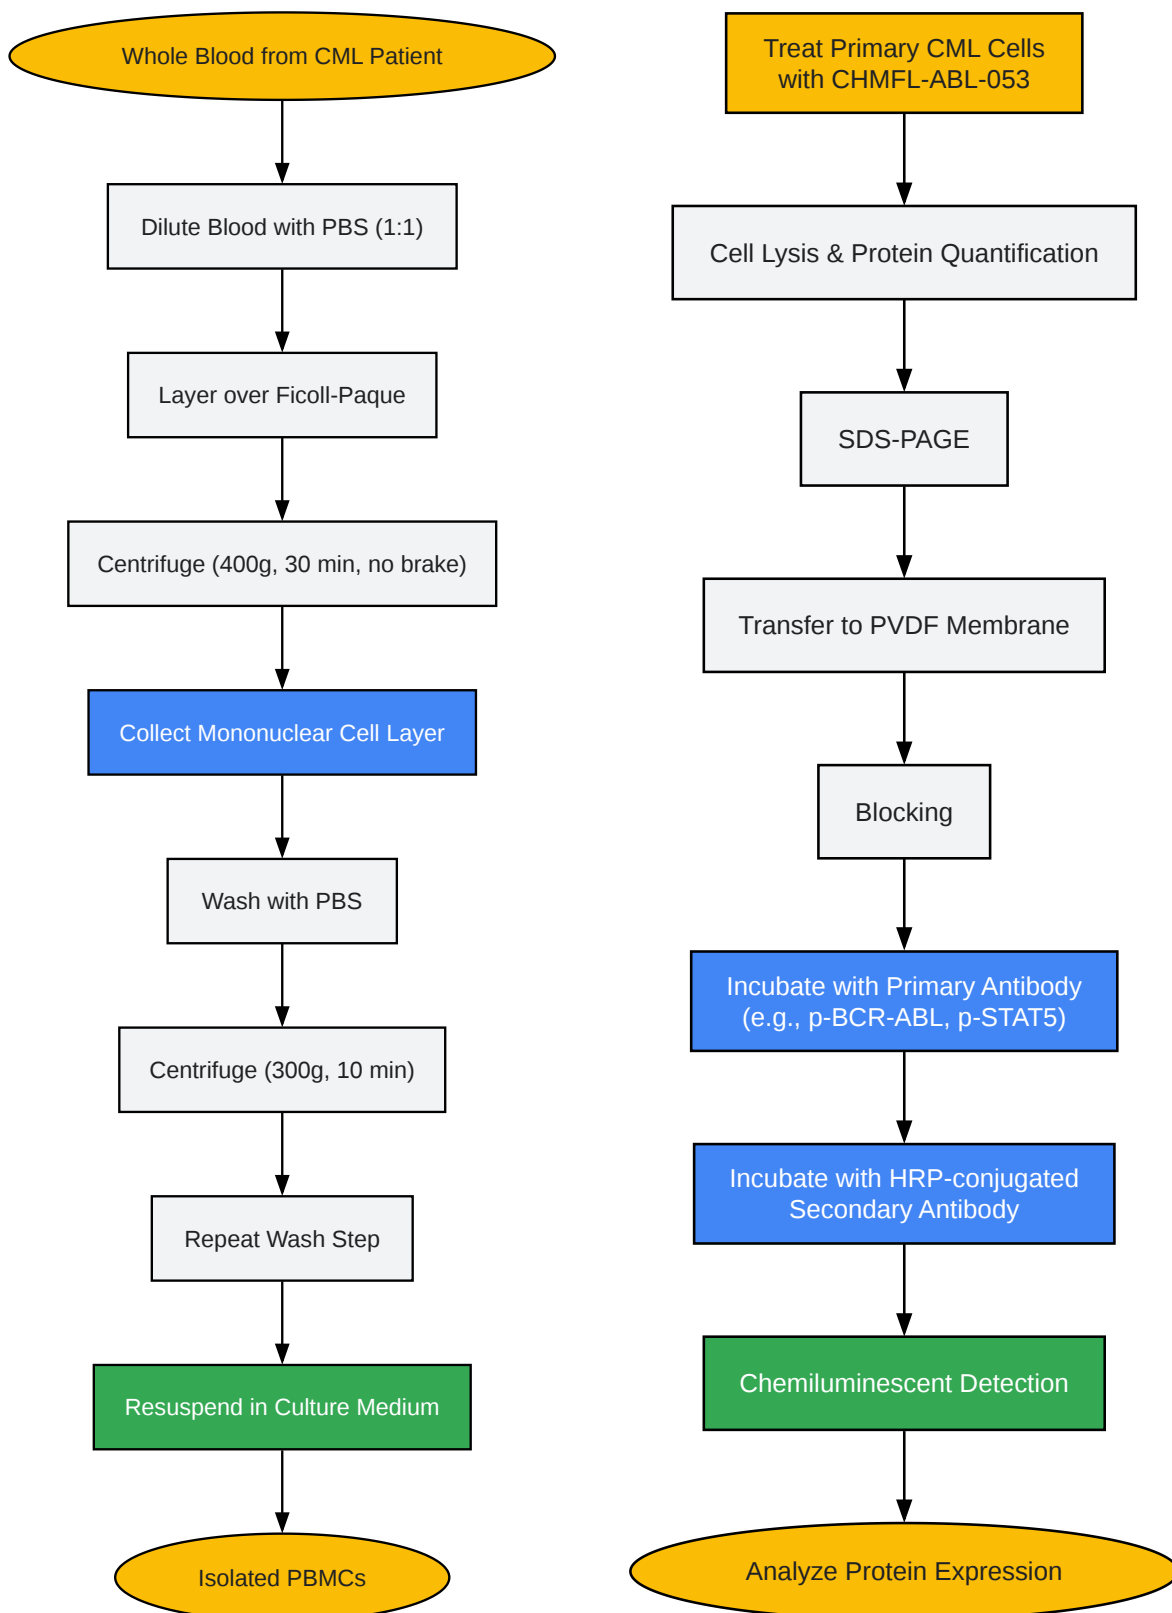 Whole Blood from CML Patient
Dilute Blood with PBS (1:1)
Layer over Ficoll-Paque
Centrifuge (400g, 30 min, no brake)
Collect Mononuclear Cell Layer
Wash with PBS
Centrifuge (300g, 10 min)
Repeat Wash Step
Resuspend in Culture Medium
Isolated PBMCs
Treat Primary CML Cells
with CHMFL-ABL-053
Cell Lysis & Protein Quantification
SDS-PAGE
Transfer to PVDF Membrane
Blocking
Incubate with Primary Antibody
(e.g., p-BCR-ABL, p-STAT5)
Incubate with HRP-conjugated
Secondary Antibody
Chemiluminescent Detection
Analyze Protein Expression